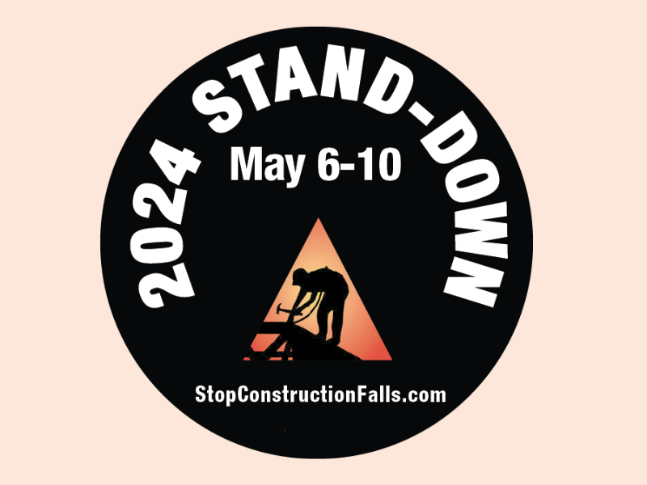 2024 STAND-DOWN
May 6-10
StopConstructionFalls.com